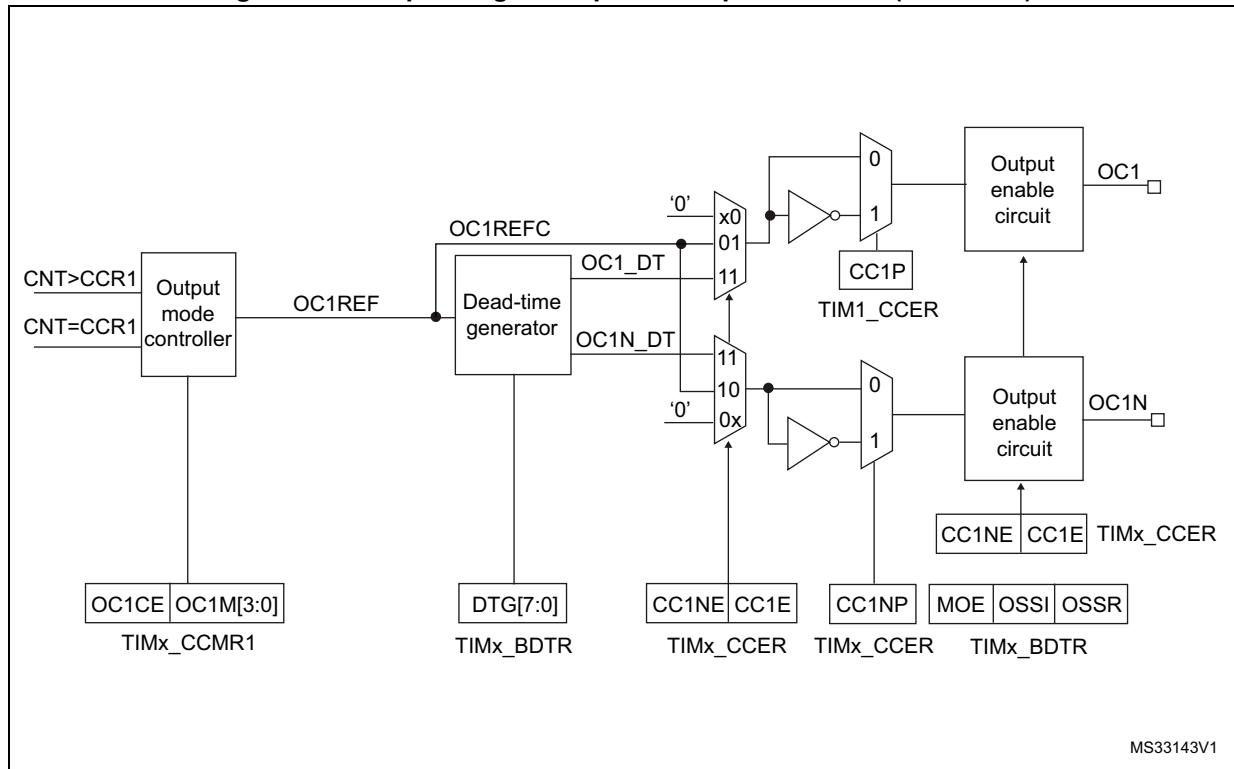 CNT>CCR1
CNT=CCR1
Output
mode
controller
OC1REF
OC1REFC
Dead-time
generator
OC1_DT
OC1N_DT
‘0’
x0
01
11
11
10
‘0’
0x
0
1
CC1P
TIM1_CCER
0
1
Output
enable
circuit
OC1
Output
enable
circuit
OC1N
CC1NE CC1E TIMx_CCER
OC1CE OC1M[3:0]
TIMx_CCMR1
DTG[7:0]
TIMx_BDTR
CC1NE CC1E
TIMx_CCER
CC1NP
TIMx_CCER
MOE OSSI OSSR
TIMx_BDTR
MS33143V1